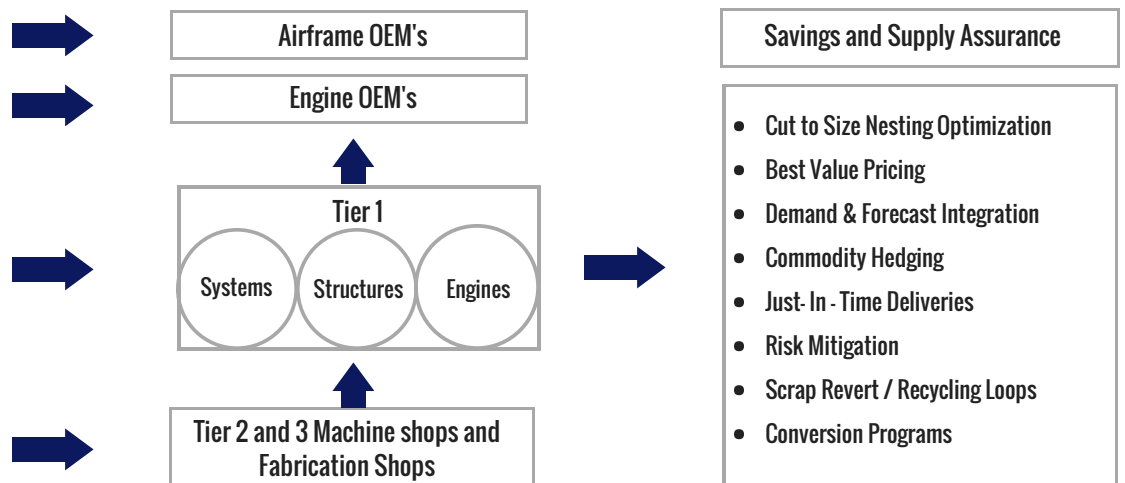 Airframe OEM's
Engine OEM's
Tier 1
Systems
Structures
Engines
Tier 2 and 3 Machine shops and
Fabrication Shops
Savings and Supply Assurance
• Cut to Size Nesting Optimization
• Best Value Pricing
• Demand & Forecast Integration
• Commodity Hedging
• Just- In - Time Deliveries
• Risk Mitigation
• Scrap Revert / Recycling Loops
• Conversion Programs